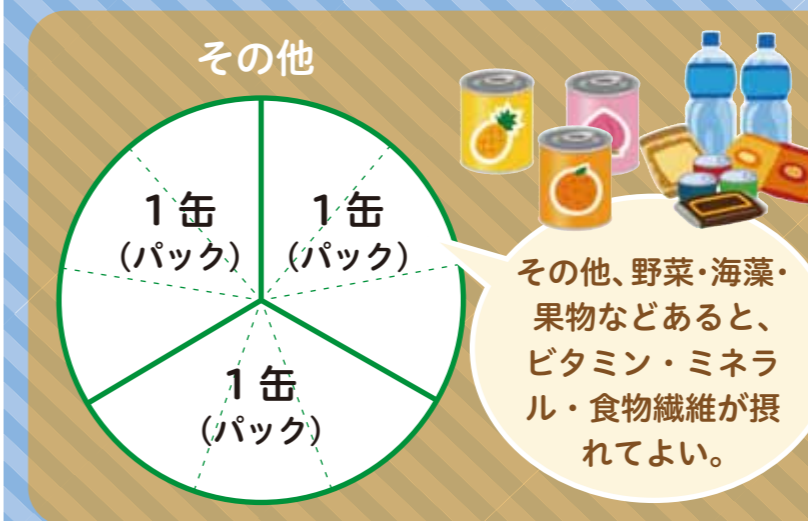 その他
1缶
(パック)
1缶
(パック)
1缶
(パック)
その他、野菜・海藻・
果物などあると、
ビタミン・ミネラ
ル・食物繊維が摂
れてよい。